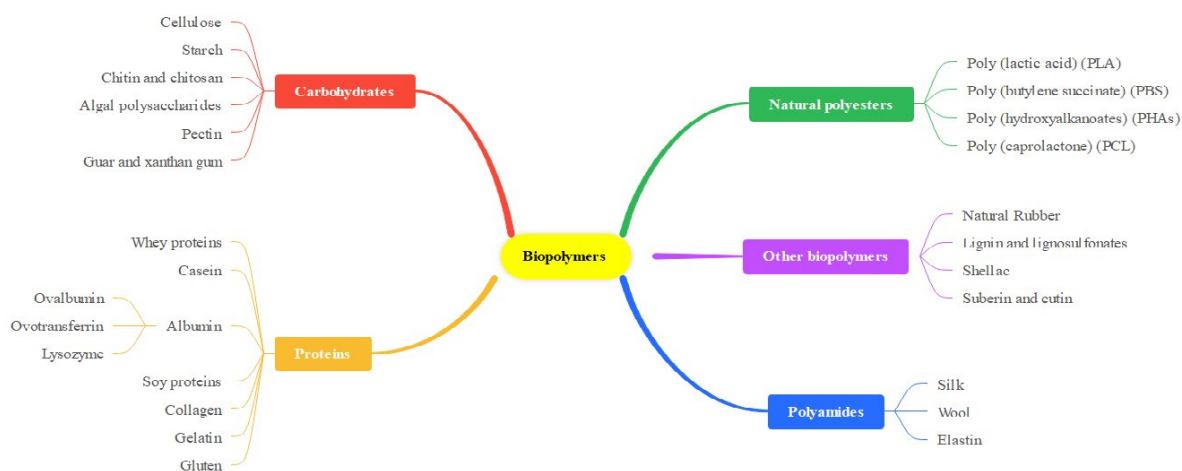 Biopolymers
Carbohydrates
Cellulose
Starch
Chitin and chitosan
Algal polysaccharides
Pectin
Guar and xanthan gum
Proteins
Whey proteins
Casein
Albumin
Ovalbumin
Ovotransferrin
Lysozyme
Soy proteins
Collagen
Gelatin
Gluten
Natural polyesters
Poly (lactic acid) (PLA)
Poly (butylene succinate) (PBS)
Poly (hydroxyalkanoates) (PHAs)
Poly (caprolactone) (PCL)
Other biopolymers
Natural Rubber
Lignin and lignosulfonates
Shellac
Suberin and cutin
Polyamides
Silk
Wool
Elastin